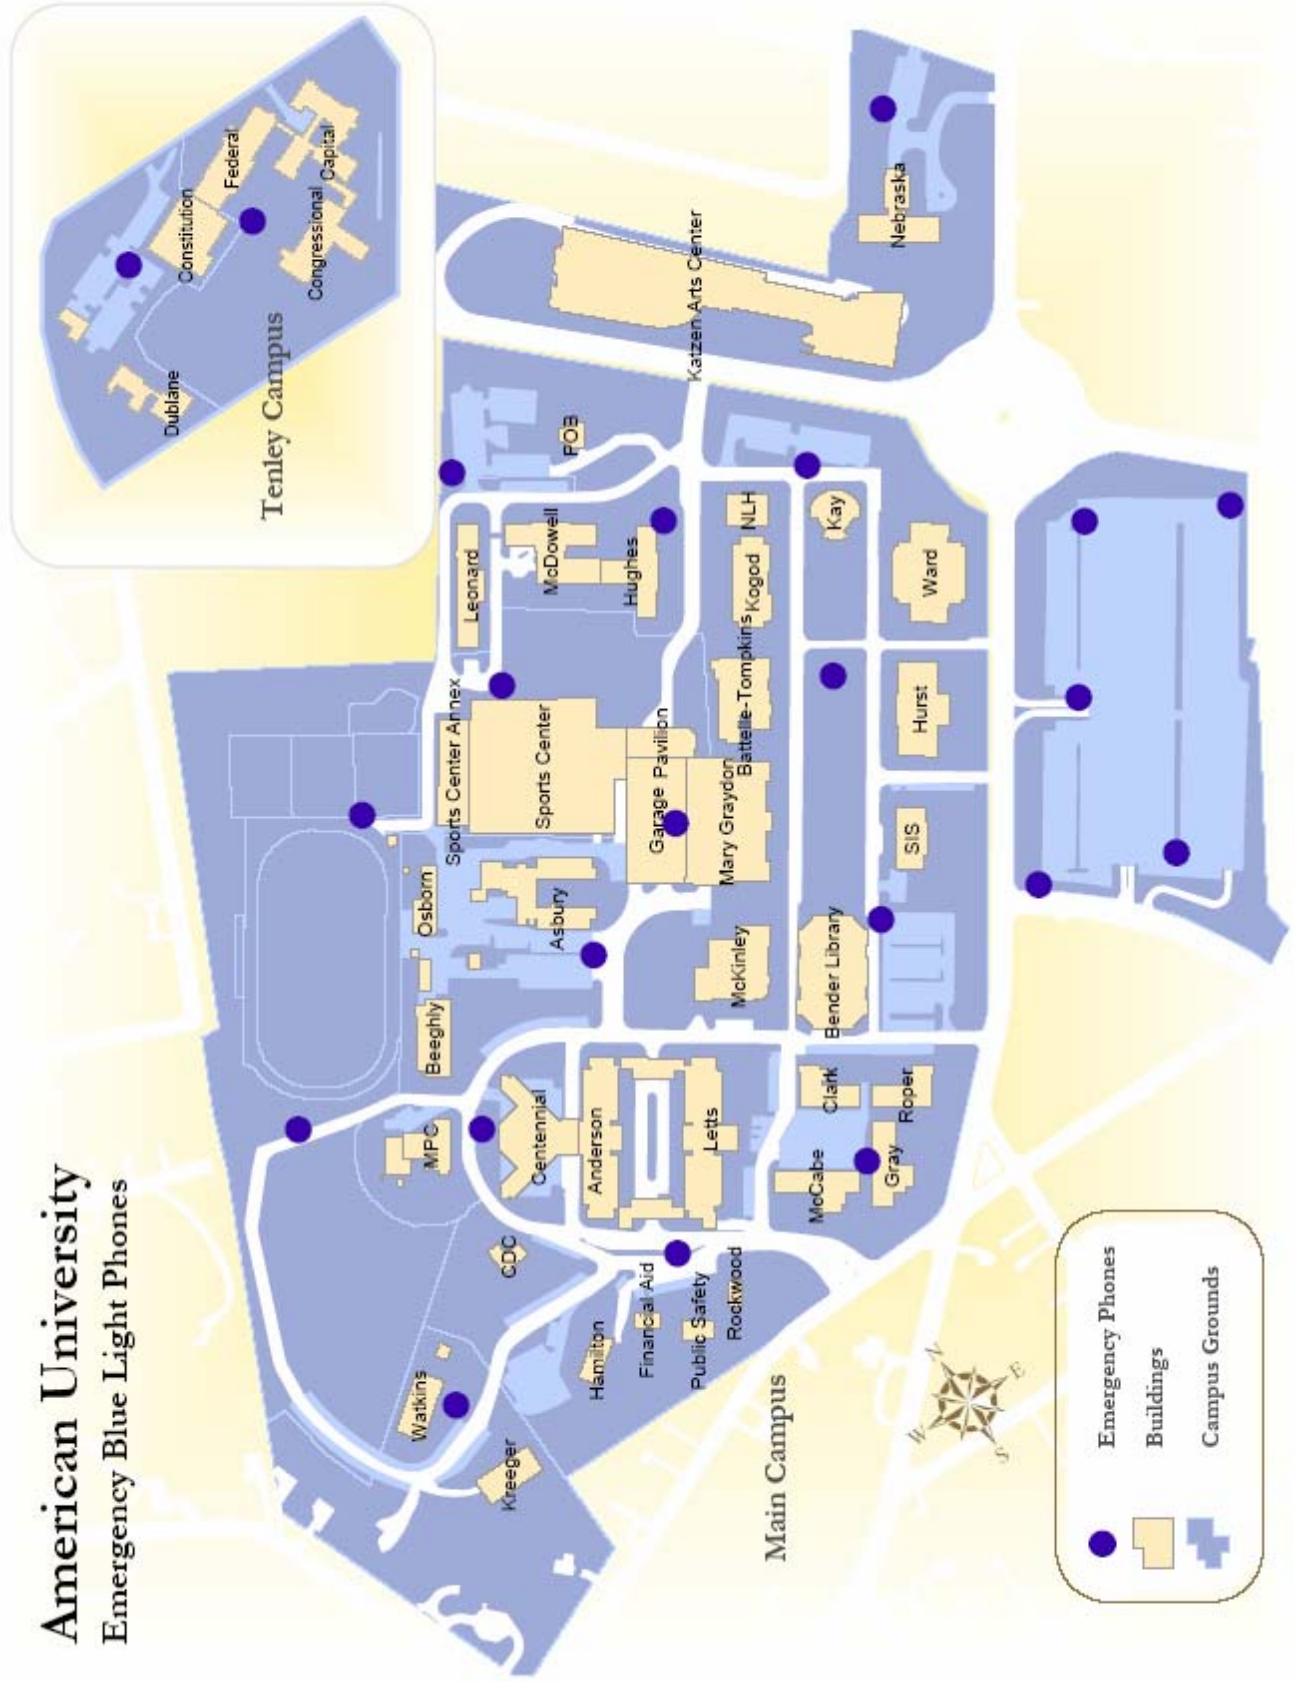 American University
Emergency Blue Light Phones
Tenley Campus
Dublane
Constitution
Federal
Congressional
Capital
Katzen Arts Center
Nebraska
POB
Leonard
McDowell
Hughes
NLH
Kay
Kogod
Ward
Battelle-Tompkins
Hurst
Sports Center Annex
Sports Center
Garage
Pavilion
Mary Graydon
SIS
Osborn
Asbury
McKinley
Bender Library
Beeghly
MPC
Centennial
Anderson
Letts
Clark
Roper
McCabe
Gray
CDC
Watkins
Kreeger
Hamilton
Financial Aid
Public Safety
Rockwood
Main Campus
N
W
E
S
Emergency Phones
Buildings
Campus Grounds